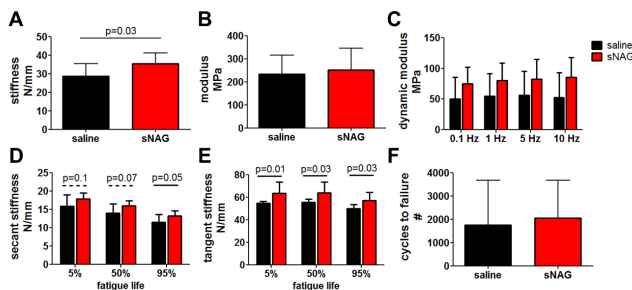 A
p=0.03
stiffness
N/mm
50
40
30
20
10
0
saline
sNAG
B
modulus
MPa
400
300
200
100
0
saline
sNAG
C
dynamic modulus
MPa
150
100
50
0
0.1 Hz
1 Hz
5 Hz
10 Hz
saline
sNAG
D
p=0.1
p=0.07
p=0.05
secant stiffness
N/mm
25
20
15
10
5
0
5%
50%
95%
fatigue life
E
p=0.01
p=0.03
p=0.03
tangent stiffness
N/mm
80
60
40
20
0
5%
50%
95%
fatigue life
F
cycles to failure
#
4000
3000
2000
1000
0
saline
sNAG